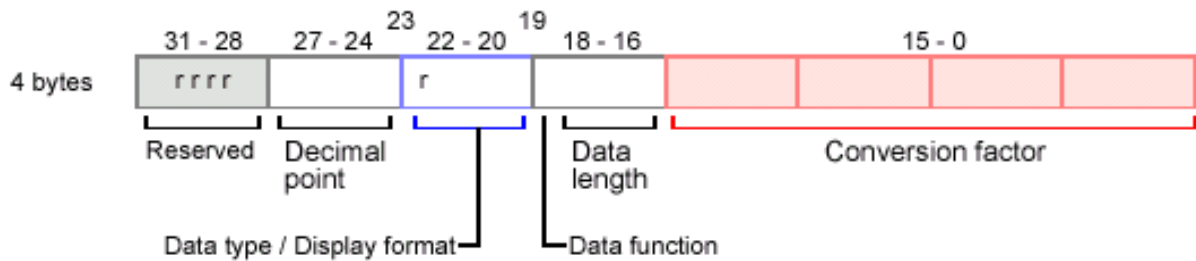 23 19
31 - 28 27 - 24 22 - 20 18 - 16 15 - 0
4 bytes r r r r r
Reserved Decimal point Data length Conversion factor
Data type / Display format Data function